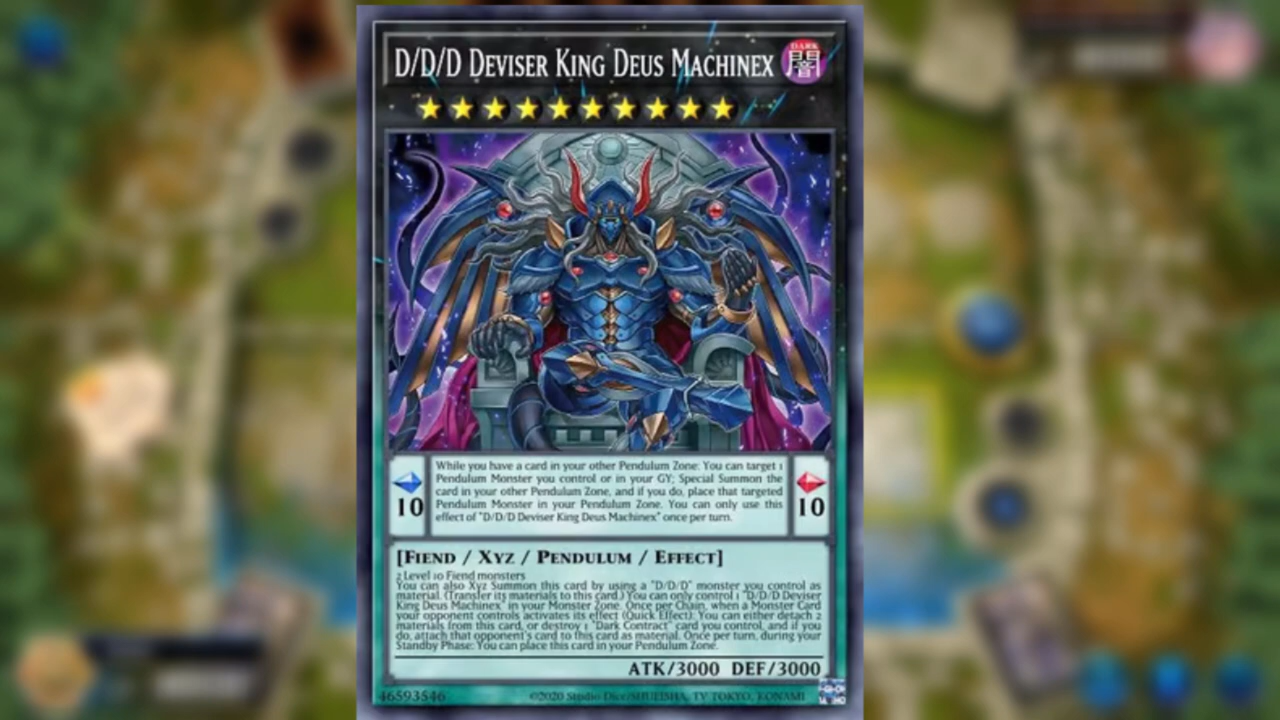 D/D/D DEVISER KING DEUS MACHINEX
DARK
闇
10
While you have a card in your other Pendulum Zone: You can target 1
Pendulum Monster you control or in your GY; Special Summon the
card in your other Pendulum Zone, and if you do, place that targeted
Pendulum Monster in your Pendulum Zone. You can only use this
effect of "D/D/D Deviser King Deus Machinex" once per turn.
10
[FIEND / XYZ / PENDULUM / EFFECT]
2 Level 10 Fiend monsters
You can also Xyz Summon this card by using a "D/D/D" monster you control as
material. (Transfer its materials to this card.) You can only control 1 "D/D/D Deviser
King Deus Machinex" in your Monster Zone. Once per Chain, when a Monster Card
your opponent controls activates its effect (Quick Effect): You can either detach 2
materials from this card, or destroy 1 "Dark Contract" card you control, and if you
do, attach that opponent's card to this card as material. Once per turn, during your
Standby Phase: You can place this card in your Pendulum Zone.
ATK/3000 DEF/3000
46593546
©2020 Studio Dice/SHUEISHA, TV TOKYO, KONAMI